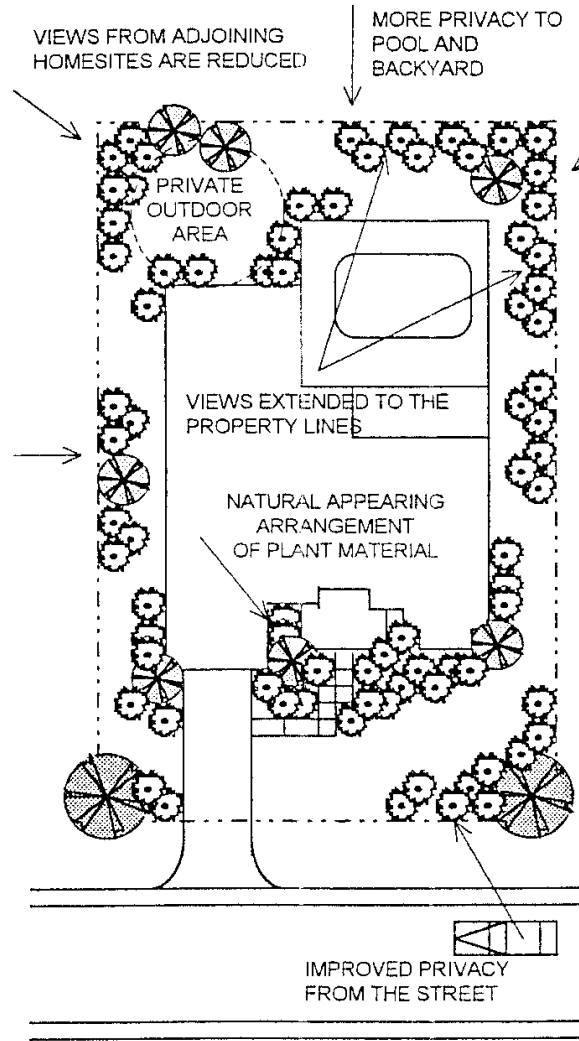 VIEWS FROM ADJOINING
HOMESITES ARE REDUCED
MORE PRIVACY TO
POOL AND
BACKYARD
PRIVATE
OUTDOOR
AREA
VIEWS EXTENDED TO THE
PROPERTY LINES
NATURAL APPEARING
ARRANGEMENT
OF PLANT MATERIAL
IMPROVED PRIVACY
FROM THE STREET